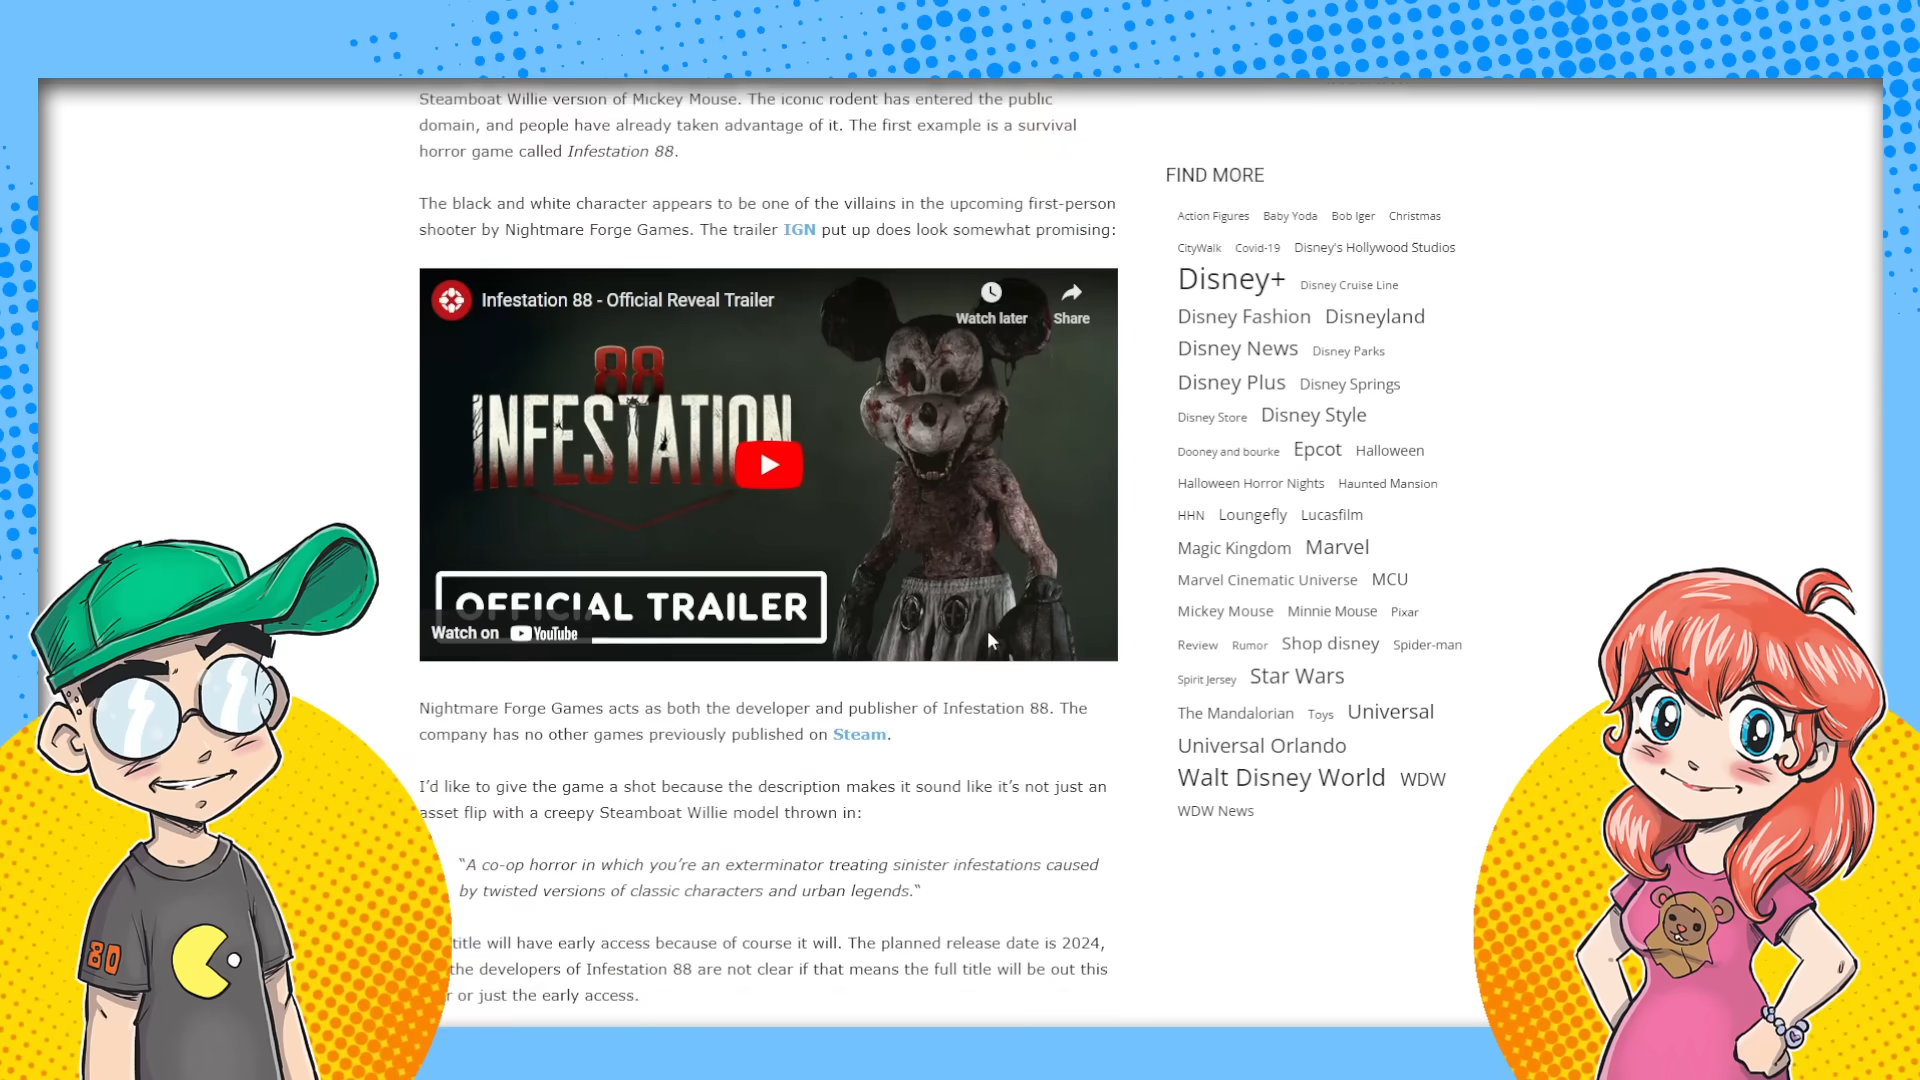 Steamboat Willie version of Mickey Mouse. The iconic rodent has entered the public
domain, and people have already taken advantage of it. The first example is a survival
horror game called Infestation 88.
The black and white character appears to be one of the villains in the upcoming first-person
shooter by Nightmare Forge Games. The trailer IGN put up does look somewhat promising:
Infestation 88 - Official Reveal Trailer
Watch later
Share
88
INFESTATION
OFFICIAL TRAILER
Watch on YouTube
Nightmare Forge Games acts as both the developer and publisher of Infestation 88. The
company has no other games previously published on Steam.
I'd like to give the game a shot because the description makes it sound like it's not just an
asset flip with a creepy Steamboat Willie model thrown in:
"A co-op horror in which you're an exterminator treating sinister infestations caused
by twisted versions of classic characters and urban legends."
title will have early access because of course it will. The planned release date is 2024,
the developers of Infestation 88 are not clear if that means the full title will be out this
or just the early access.
FIND MORE
Action Figures Baby Yoda Bob Iger Christmas
CityWalk Covid-19 Disney's Hollywood Studios
Disney+ Disney Cruise Line
Disney Fashion Disneyland
Disney News Disney Parks
Disney Plus Disney Springs
Disney Store Disney Style
Dooney and bourke Epcot Halloween
Halloween Horror Nights Haunted Mansion
HHN Loungefly Lucasfilm
Magic Kingdom Marvel
Marvel Cinematic Universe MCU
Mickey Mouse Minnie Mouse Pixar
Review Rumor Shop disney Spider-man
Spirit Jersey Star Wars
The Mandalorian Toys Universal
Universal Orlando
Walt Disney World WDW
WDW News
80